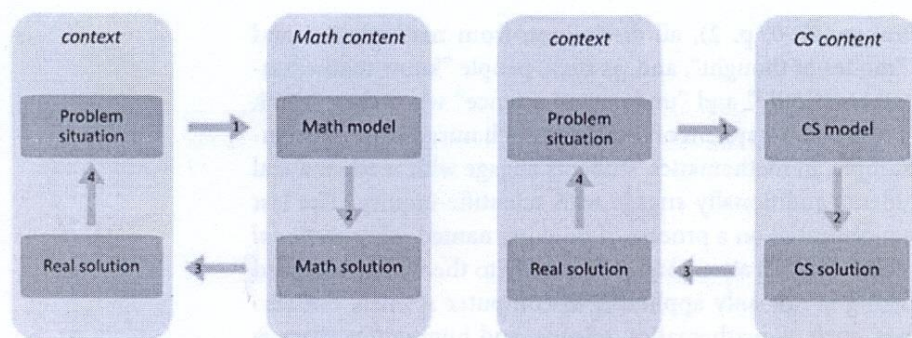 context
Math content
context
CS content
Problem situation
1
Math model
Problem situation
1
CS model
4
2
4
2
Real solution
3
Math solution
Real solution
3
CS solution